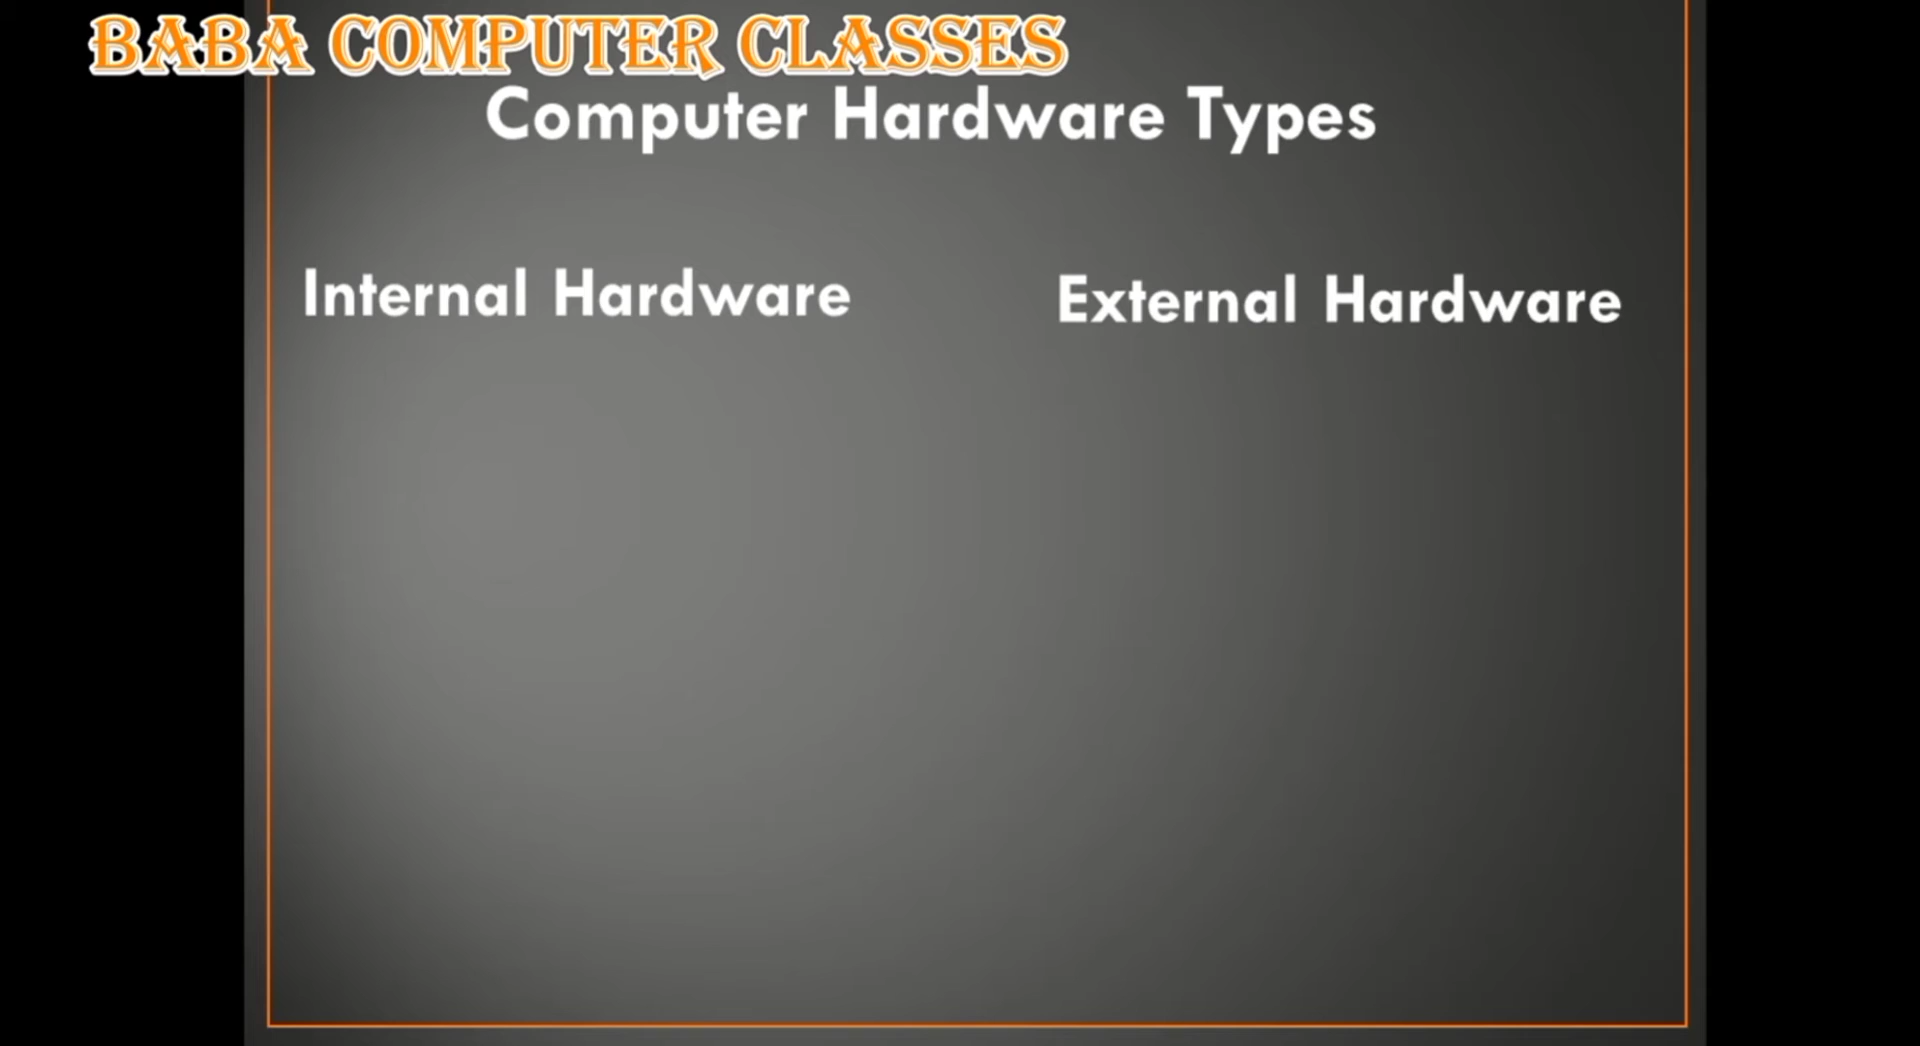 BABA COMPUTER CLASSES
Computer Hardware Types
Internal Hardware
External Hardware